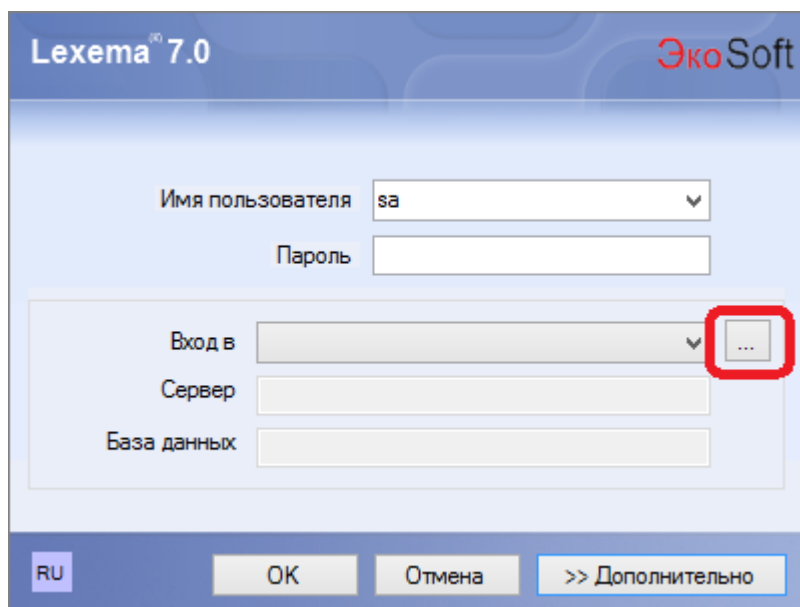 Lexema(R) 7.0
ЭкоSoft
Имя пользователя sa
Пароль
Вход в ...
Сервер
База данных
RU OK Отмена >> Дополнительно